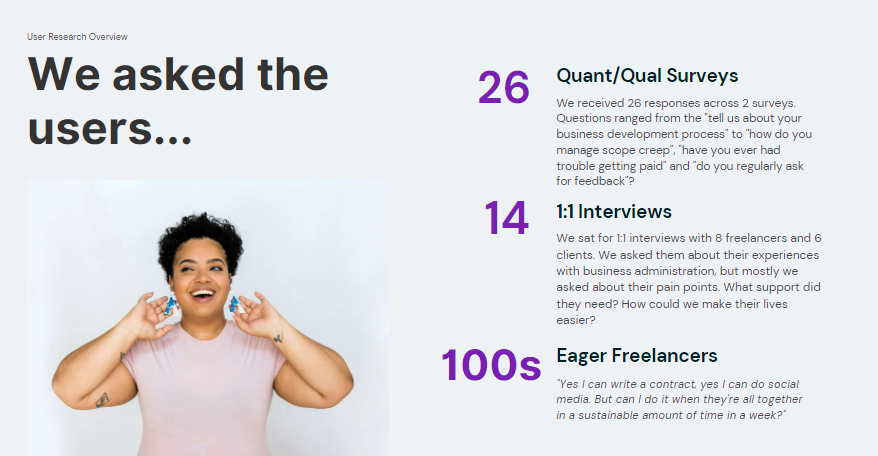 User Research Overview
We asked the
users...
26
Quant/Qual Surveys
We received 26 responses across 2 surveys.
Questions ranged from the "tell us about your
business development process" to "how do you
manage scope creep", "have you ever had
trouble getting paid" and "do you regularly ask
for feedback"?
14
1:1 Interviews
We sat for 1:1 interviews with 8 freelancers and 6
clients. We asked them about their experiences
with business administration, but mostly we
asked about their pain points. What support did
they need? How could we make their lives
easier?
100s
Eager Freelancers
"Yes I can write a contract, yes I can do social
media. But can I do it when they're all together
in a sustainable amount of time in a week?"